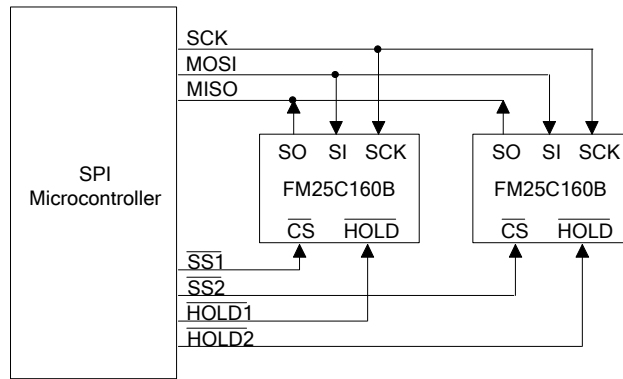 SCK
MOSI
MISO
SO SI SCK
SO SI SCK
SPI
Microcontroller
FM25C160B
FM25C160B
CS HOLD
CS HOLD
SS1
SS2
HOLD1
HOLD2